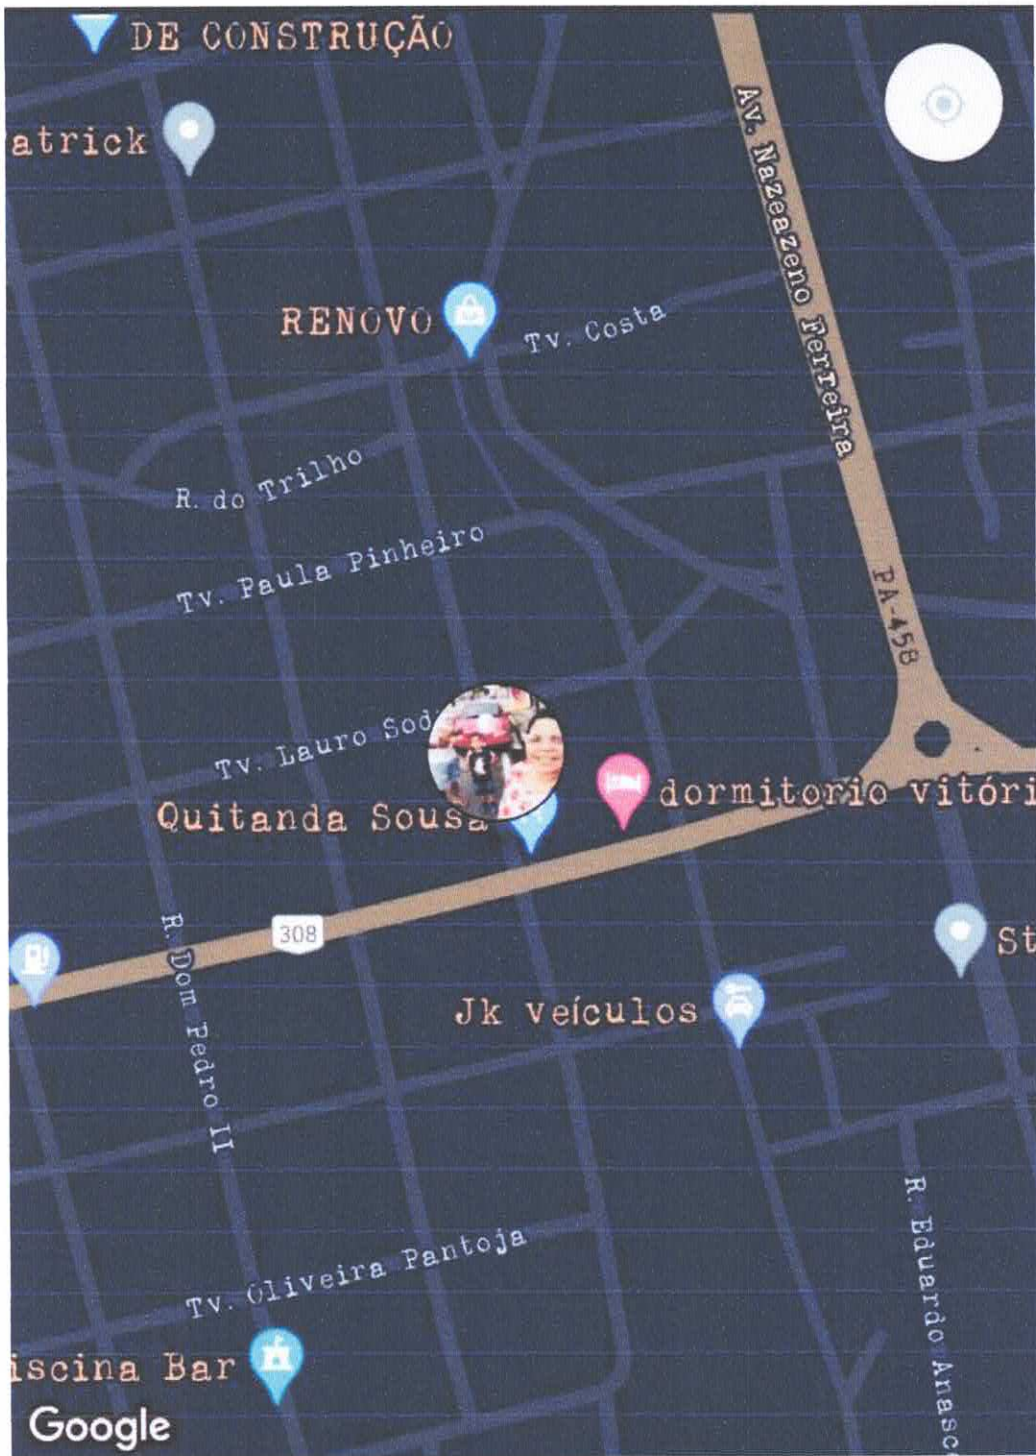 DE CONSTRUÇÃO
atrick
Av. Nazeazeno Ferreira
RENOVO
Tv. Costa
R. do Trilho
Tv. Paula Pinheiro
PA-458
Tv. Lauro Sod
dormitorio vitóri
Quitanda Sousa
308
R. Dom Pedro II
St
Jk veículos
R. Eduardo Anasc
Tv. Oliveira Pantoja
iscina Bar
Google